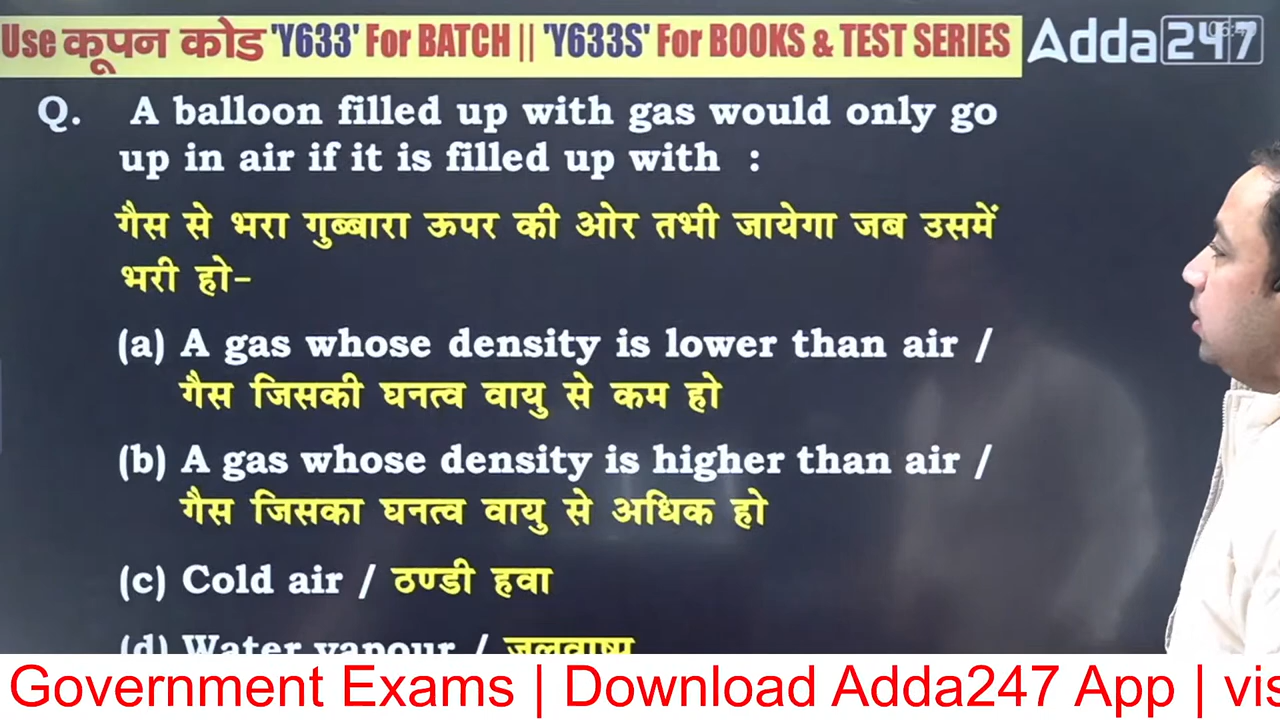 Use कूपन कोड 'Y633' For BATCH || 'Y633S' For BOOKS & TEST SERIES
Adda247
Q. A balloon filled up with gas would only go
up in air if it is filled up with :
गैस से भरा गुब्बारा ऊपर की ओर तभी जायेगा जब उसमें
भरी हो-
(a) A gas whose density is lower than air /
गैस जिसकी घनत्व वायु से कम हो
(b) A gas whose density is higher than air /
गैस जिसका घनत्व वायु से अधिक हो
(c) Cold air / ठण्डी हवा
(d) Water vapour / जलवाष्प
Government Exams | Download Adda247 App | vis